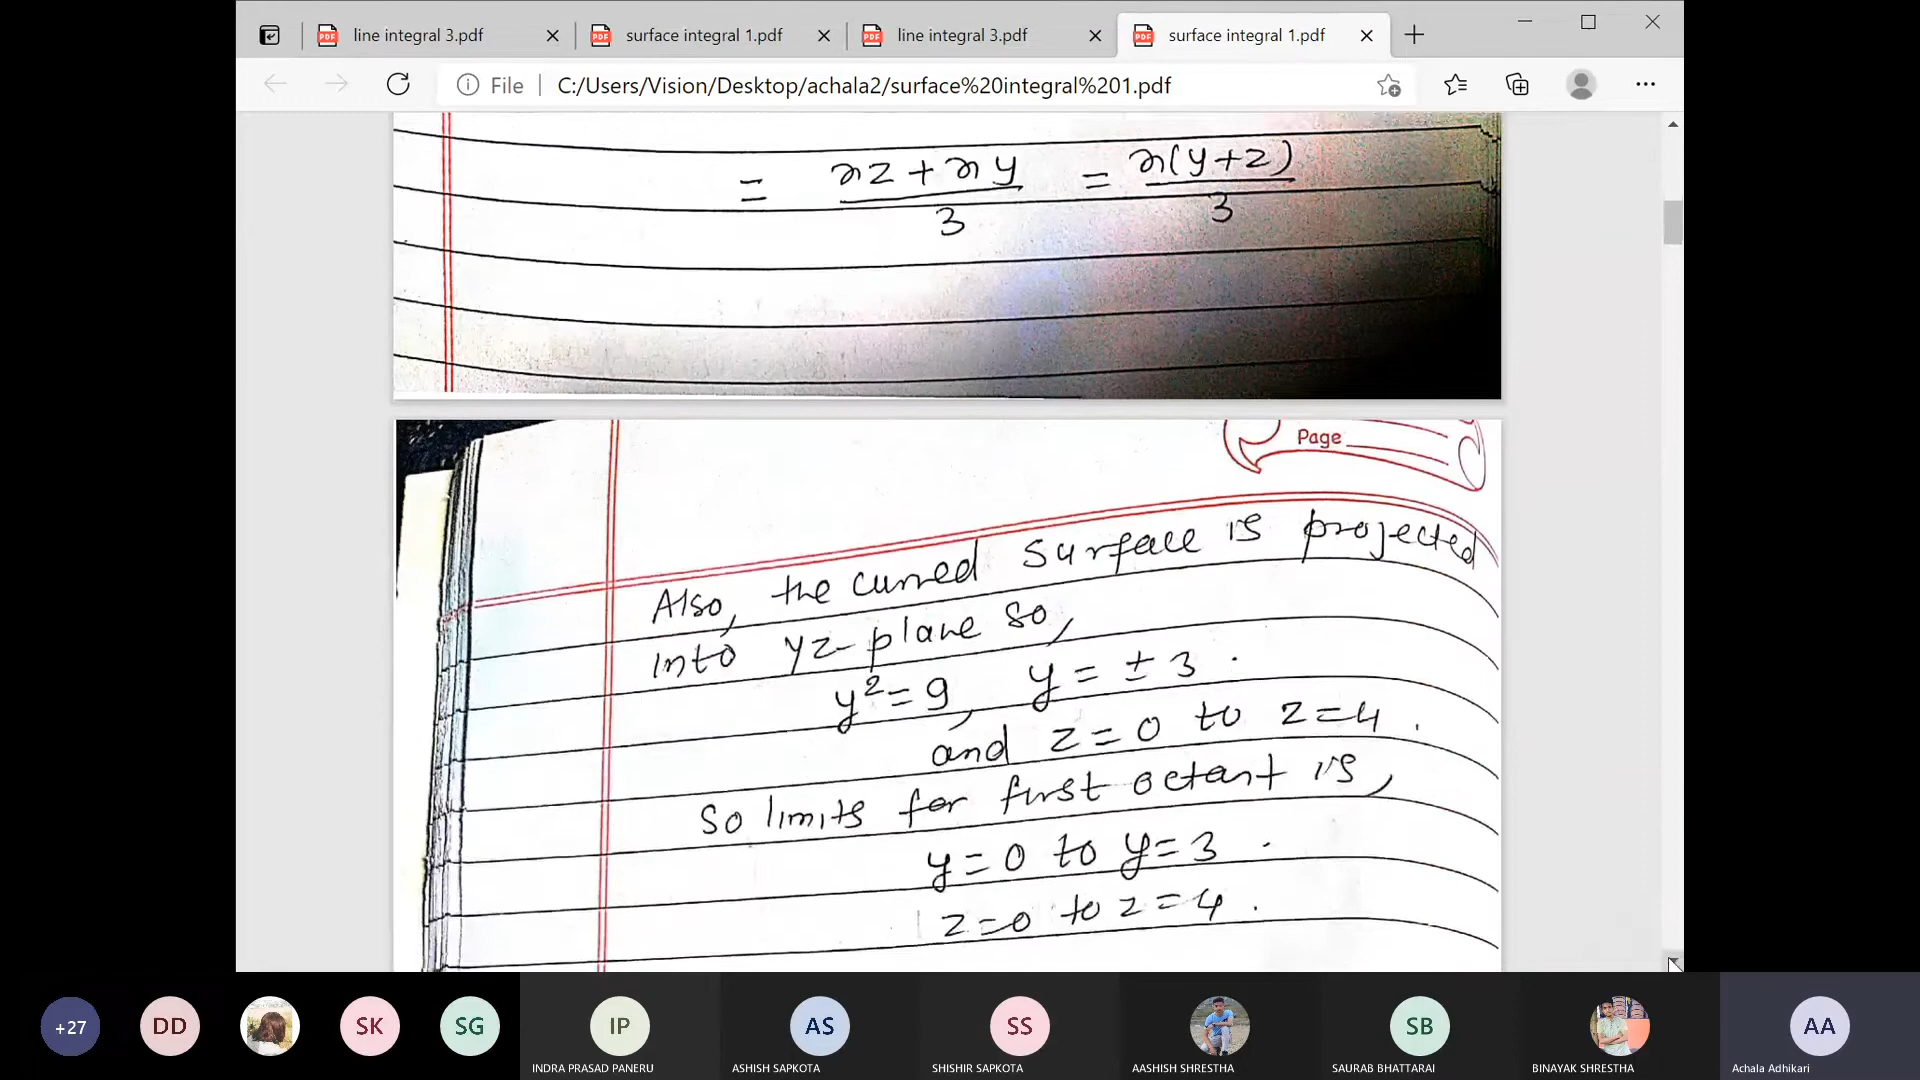 line integral 3.pdf
surface integral 1.pdf
line integral 3.pdf
surface integral 1.pdf
File
C:/Users/Vision/Desktop/achala2/surface%20integral%201.pdf
= xz + xy / 3 = x(y+z) / 3
Page
Also, the curved surface is projected
into yz-plane so,
y² = 9, y = ± 3.
and z = 0 to z = 4.
So limits for first octant is,
y = 0 to y = 3.
z = 0 to z = 4.
+27
DD
SK
SG
IP
AS
SS
SB
AA
INDRA PRASAD PANERU
ASHISH SAPKOTA
SHISHIR SAPKOTA
AASHISH SHRESTHA
SAURAB BHATTARAI
BINAYAK SHRESTHA
Achala Adhikari